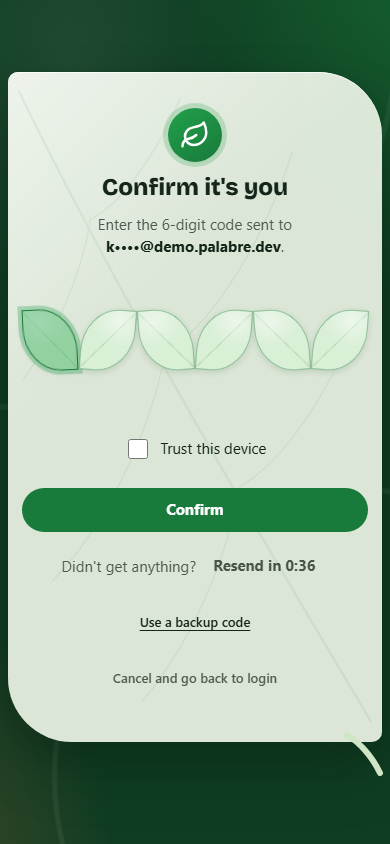 Confirm it's you
Enter the 6-digit code sent to
k••••@demo.palabre.dev.
Trust this device
Confirm
Didn't get anything? Resend in 0:36
Use a backup code
Cancel and go back to login